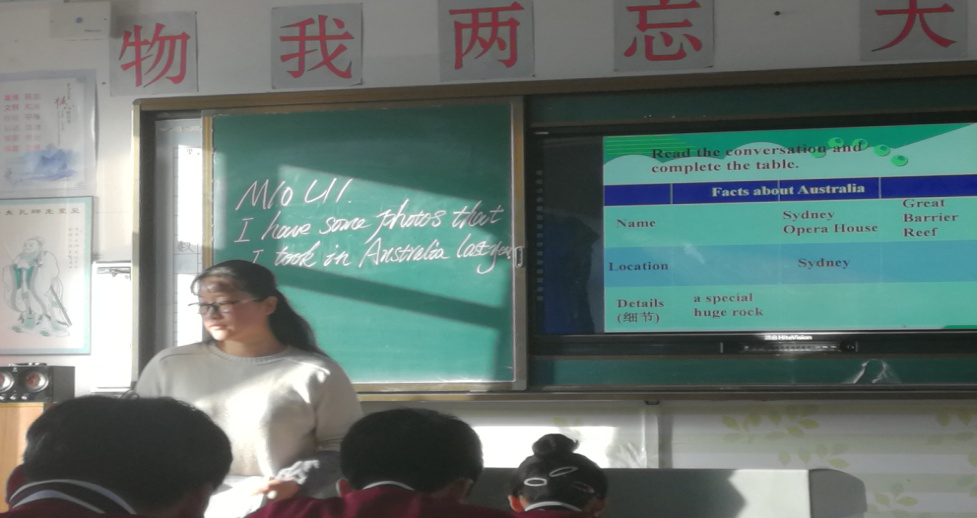 物 我 两 忘 天
M10 U1.
I have some photos that
I took in Australia last year
Read the conversation and
complete the table.
Facts about Australia
Name
Sydney
Opera House
Great
Barrier
Reef
Location
Sydney
Details
(细节)
a special
huge rock
HiteVision